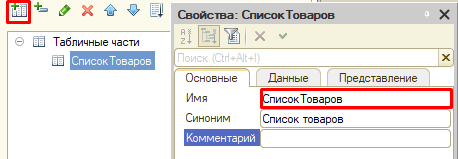 Свойства: СписокТоваров
Поиск (Ctrl+Alt+I)
Табличные части
СписокТоваров
Основные
Данные
Представление
Имя
СписокТоваров
Синоним
Список товаров
Комментарий